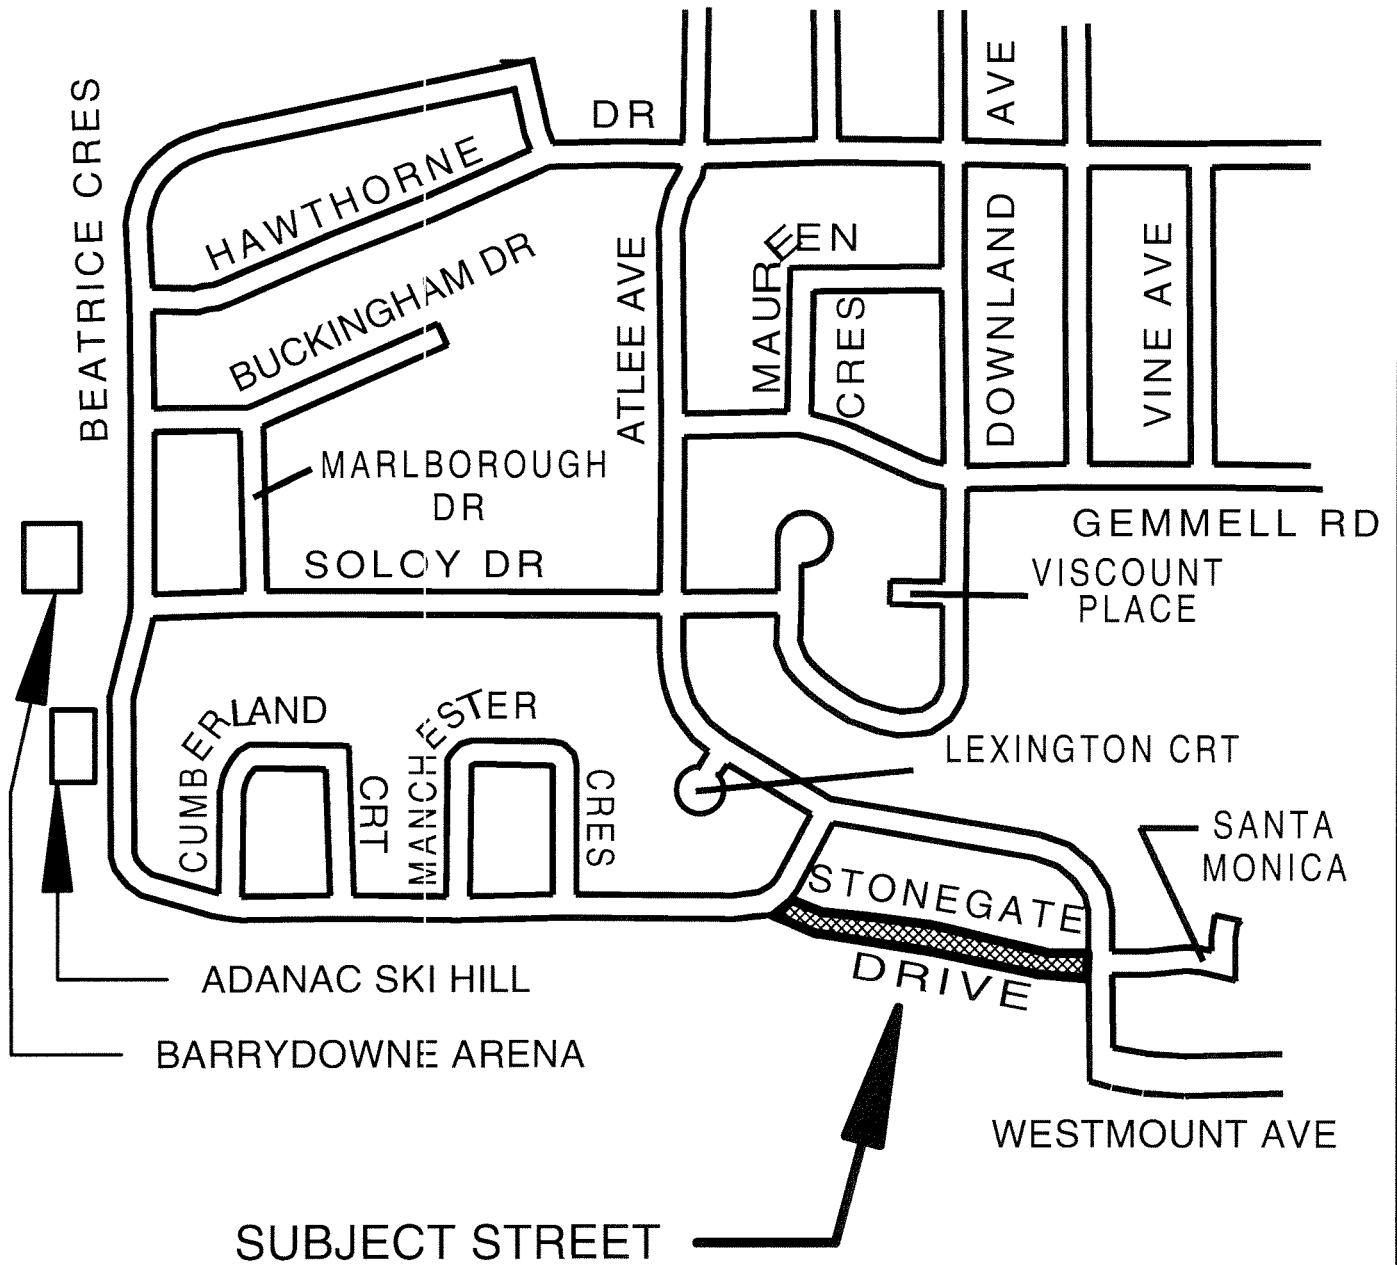 DR
AVE
BEATRICE CRES
HAWTHORNE
BUCKINGHAM DR
ATLEE AVE
MAUREEN
CRES
DOWNLAND
VINE AVE
MARLBOROUGH
DR
GEMMELL RD
SOLOY DR
VISCOUNT
PLACE
CUMBERLAND
CRT
MANCHESTER
CRES
LEXINGTON CRT
SANTA
MONICA
STONEGATE
DRIVE
ADANAC SKI HILL
BARRYDOWNE ARENA
WESTMOUNT AVE
SUBJECT STREET